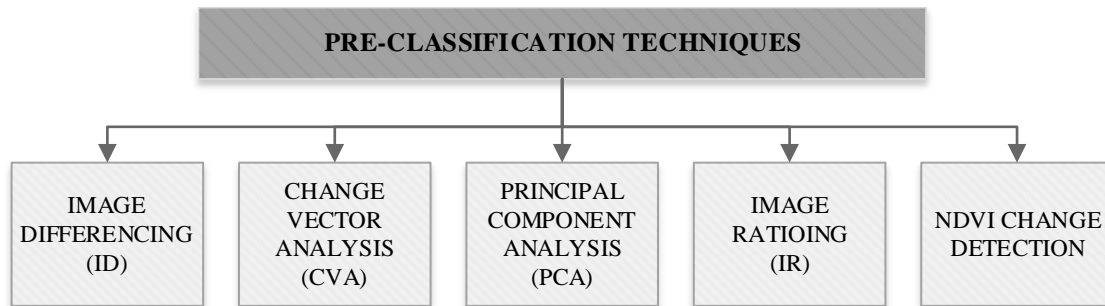 PRE-CLASSIFICATION TECHNIQUES
IMAGE
DIFFERENCING
(ID)
CHANGE
VECTOR
ANALYSIS
(CVA)
PRINCIPAL
COMPONENT
ANALYSIS
(PCA)
IMAGE
RATIOING
(IR)
NDVI CHANGE
DETECTION